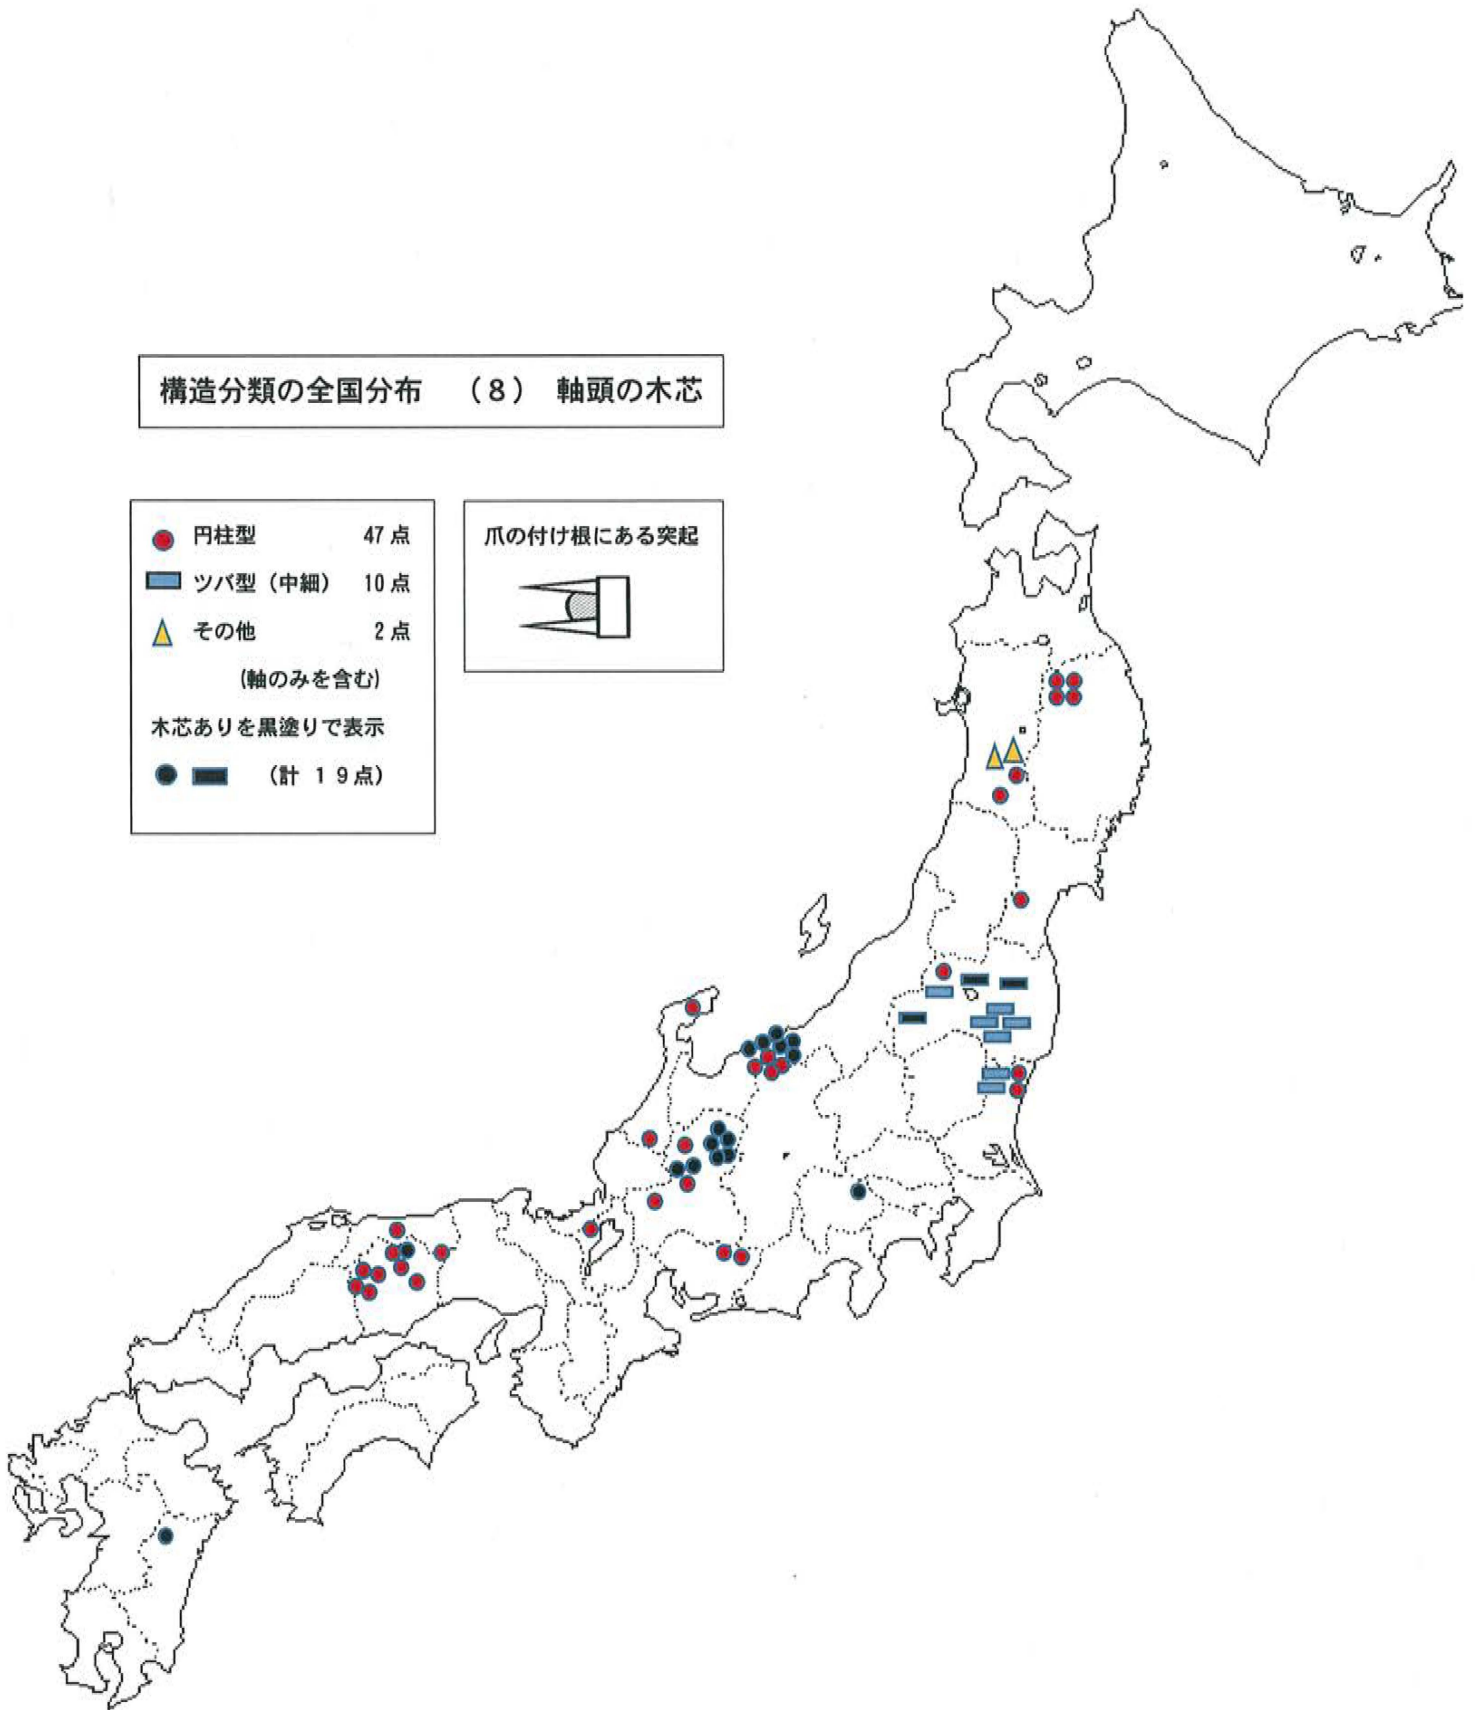 構造分類の全国分布 （８） 軸頭の木芯
円柱型 47点
ツバ型（中細） 10点
その他 2点
(軸のみを含む)
木芯ありを黒塗りで表示
（計 １９点）
爪の付け根にある突起